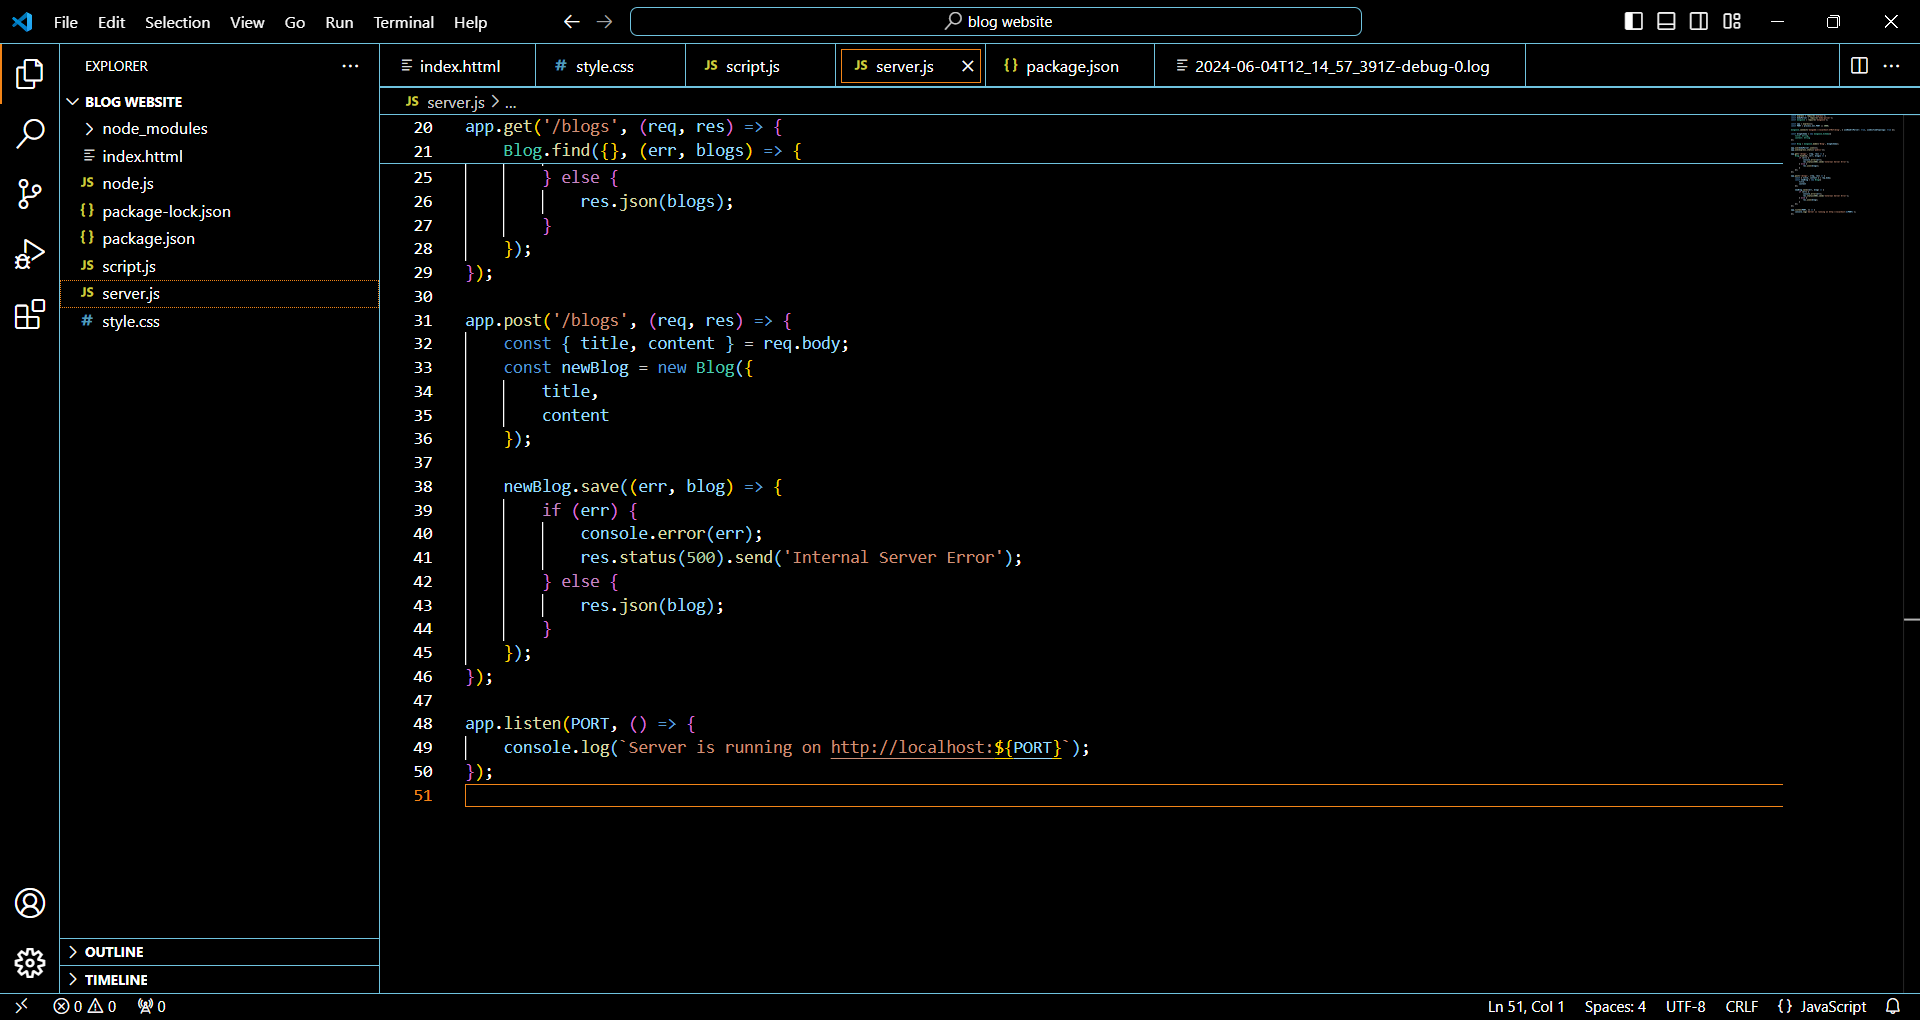 File Edit Selection View Go Run Terminal Help
blog website
EXPLORER
BLOG WEBSITE
node_modules
index.httml
JS node.js
{} package-lock.json
{} package.json
JS script.js
JS server.js
# style.css
OUTLINE
TIMELINE
index.httml
# style.css
JS script.js
JS server.js
{} package.json
2024-06-04T12_14_57_391Z-debug-0.log
JS server.js > ...
20 app.get('/blogs', (req, res) => {
21 Blog.find({}, (err, blogs) => {
25 } else {
26 res.json(blogs);
27 }
28 });
29 });
30
31 app.post('/blogs', (req, res) => {
32 const { title, content } = req.body;
33 const newBlog = new Blog({
34 title,
35 content
36 });
37
38 newBlog.save((err, blog) => {
39 if (err) {
40 console.error(err);
41 res.status(500).send('Internal Server Error');
42 } else {
43 res.json(blog);
44 }
45 });
46 });
47
48 app.listen(PORT, () => {
49 console.log(`Server is running on http://localhost:${PORT}`);
50 });
51
0 0 0
Ln 51, Col 1 Spaces: 4 UTF-8 CRLF {} JavaScript